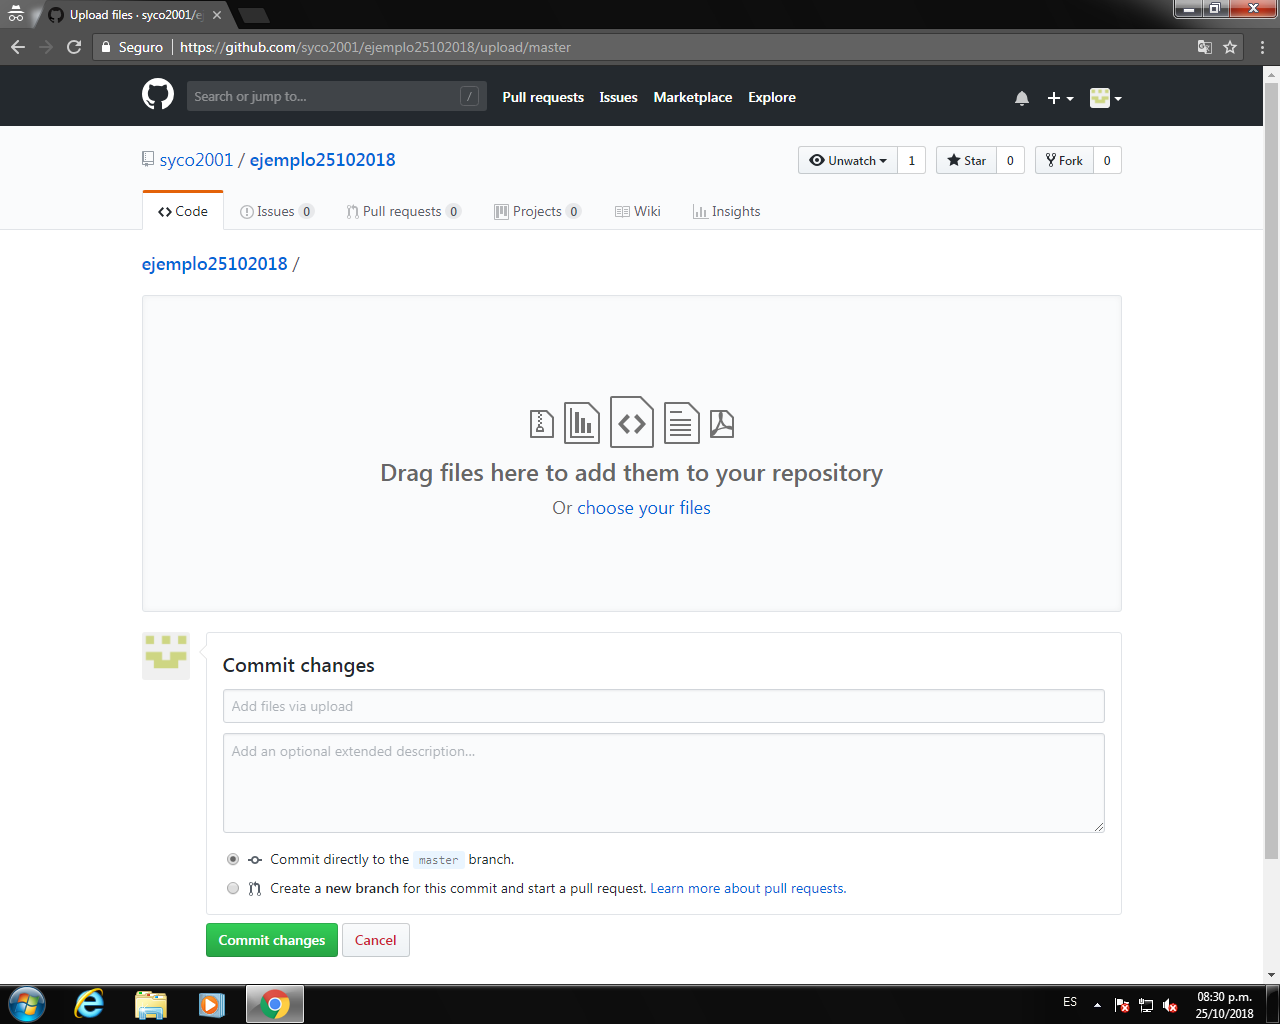 Upload files · syco2001/e
Seguro
https://github.com/syco2001/ejemplo25102018/upload/master
Search or jump to...
/
Pull requests
Issues
Marketplace
Explore
syco2001 / ejemplo25102018
Unwatch 1
Star 0
Fork 0
Code
Issues 0
Pull requests 0
Projects 0
Wiki
Insights
ejemplo25102018 /
Drag files here to add them to your repository
Or choose your files
Commit changes
Add files via upload
Add an optional extended description...
Commit directly to the master branch.
Create a new branch for this commit and start a pull request. Learn more about pull requests.
Commit changes
Cancel
ES
08:30 p.m.
25/10/2018